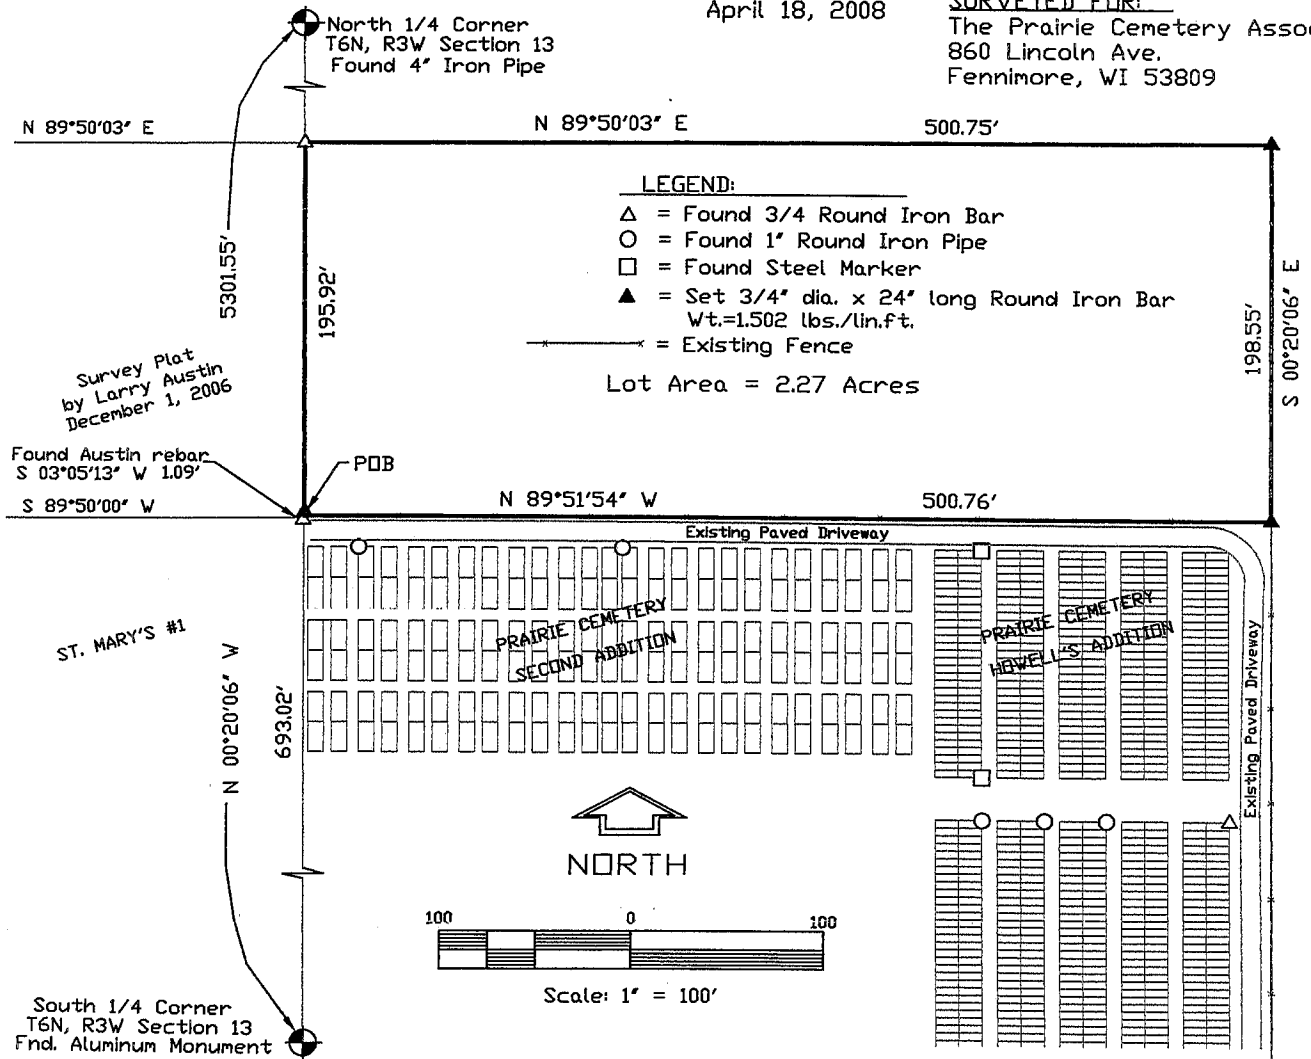 April 18, 2008
SURVEYED FOR:
The Prairie Cemetery Asso
860 Lincoln Ave.
Fennimore, WI 53809
North 1/4 Corner
T6N, R3W Section 13
Found 4" Iron Pipe
N 89°50'03" E
N 89°50'03" E
500.75'
LEGEND:
△ = Found 3/4 Round Iron Bar
○ = Found 1" Round Iron Pipe
□ = Found Steel Marker
▲ = Set 3/4" dia. x 24" long Round Iron Bar
Wt.=1.502 lbs./lin.ft.
= Existing Fence
Lot Area = 2.27 Acres
5301.55'
195.92'
198.55'
S 00°20'06" E
Survey Plat
by Larry Austin
December 1, 2006
Found Austin rebar
S 03°05'13" W 1.09'
POB
S 89°50'00" W
N 89°51'54" W
500.76'
Existing Paved Driveway
ST. MARY'S #1
PRAIRIE CEMETERY
SECOND ADDITION
PRAIRIE CEMETERY
HOWELL'S ADDITION
Existing Paved Driveway
N 00°20'06" W
693.02'
NORTH
100 0 100
Scale: 1" = 100'
South 1/4 Corner
T6N, R3W Section 13
Fnd. Aluminum Monument